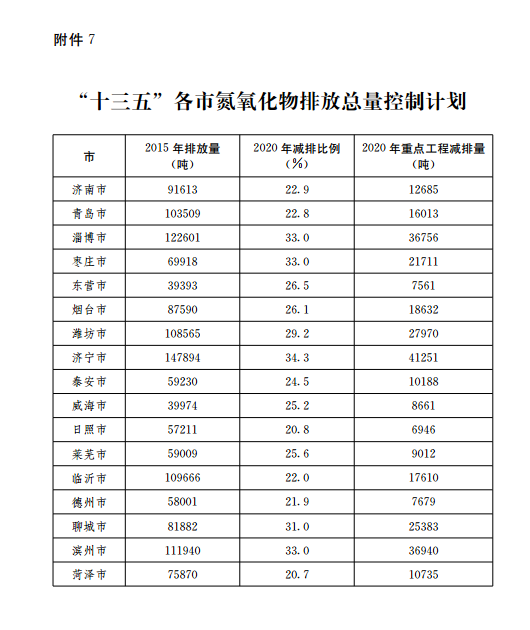 附件 7
“十三五”各市氮氧化物排放总量控制计划
市 2015 年排放量（吨） 2020 年减排比例（％） 2020 年重点工程减排量（吨）
济南市 91613 22.9 12685
青岛市 103509 22.8 16013
淄博市 122601 33.0 36756
枣庄市 69918 33.0 21711
东营市 39393 26.5 7561
烟台市 87590 26.1 18632
潍坊市 108565 29.2 27970
济宁市 147894 34.3 41251
泰安市 59230 24.5 10188
威海市 39974 25.2 8661
日照市 57211 20.8 6946
莱芜市 59009 25.6 9012
临沂市 109666 22.0 17610
德州市 58001 21.9 7679
聊城市 81882 31.0 25383
滨州市 111940 33.0 36940
菏泽市 75870 20.7 10735